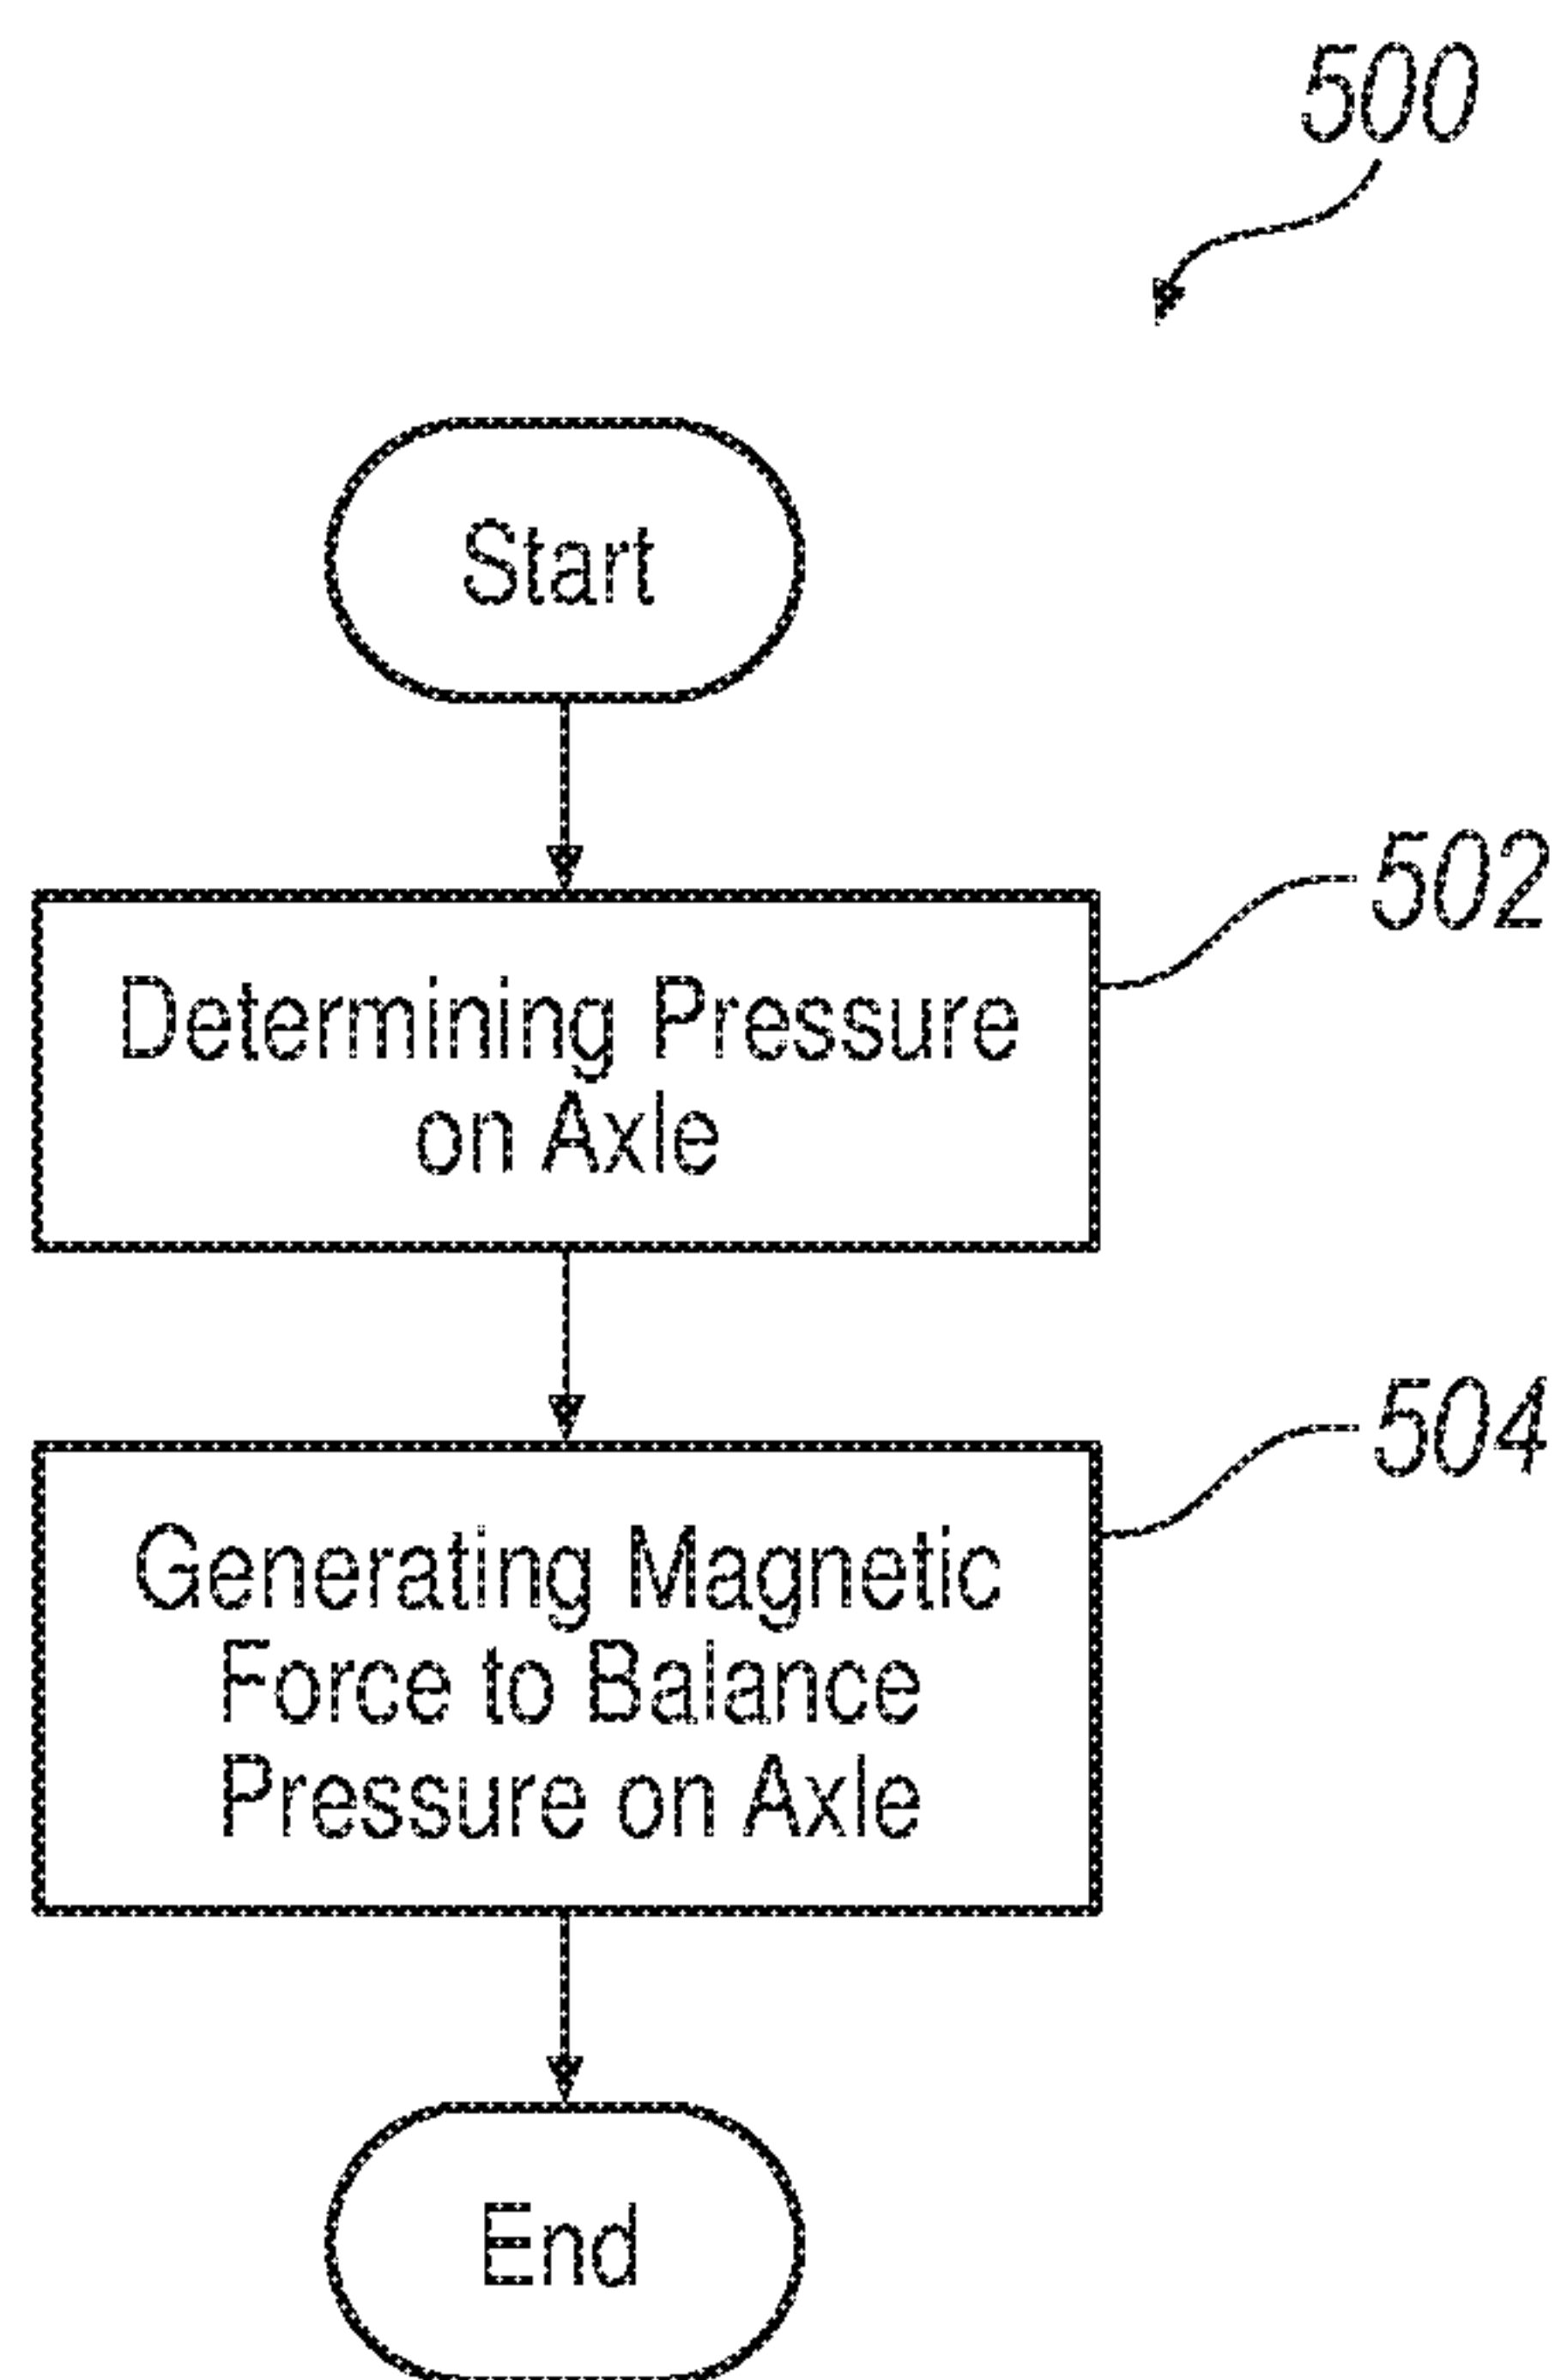 500
Start
502
Determining Pressure
on Axle
504
Generating Magnetic
Force to Balance
Pressure on Axle
End